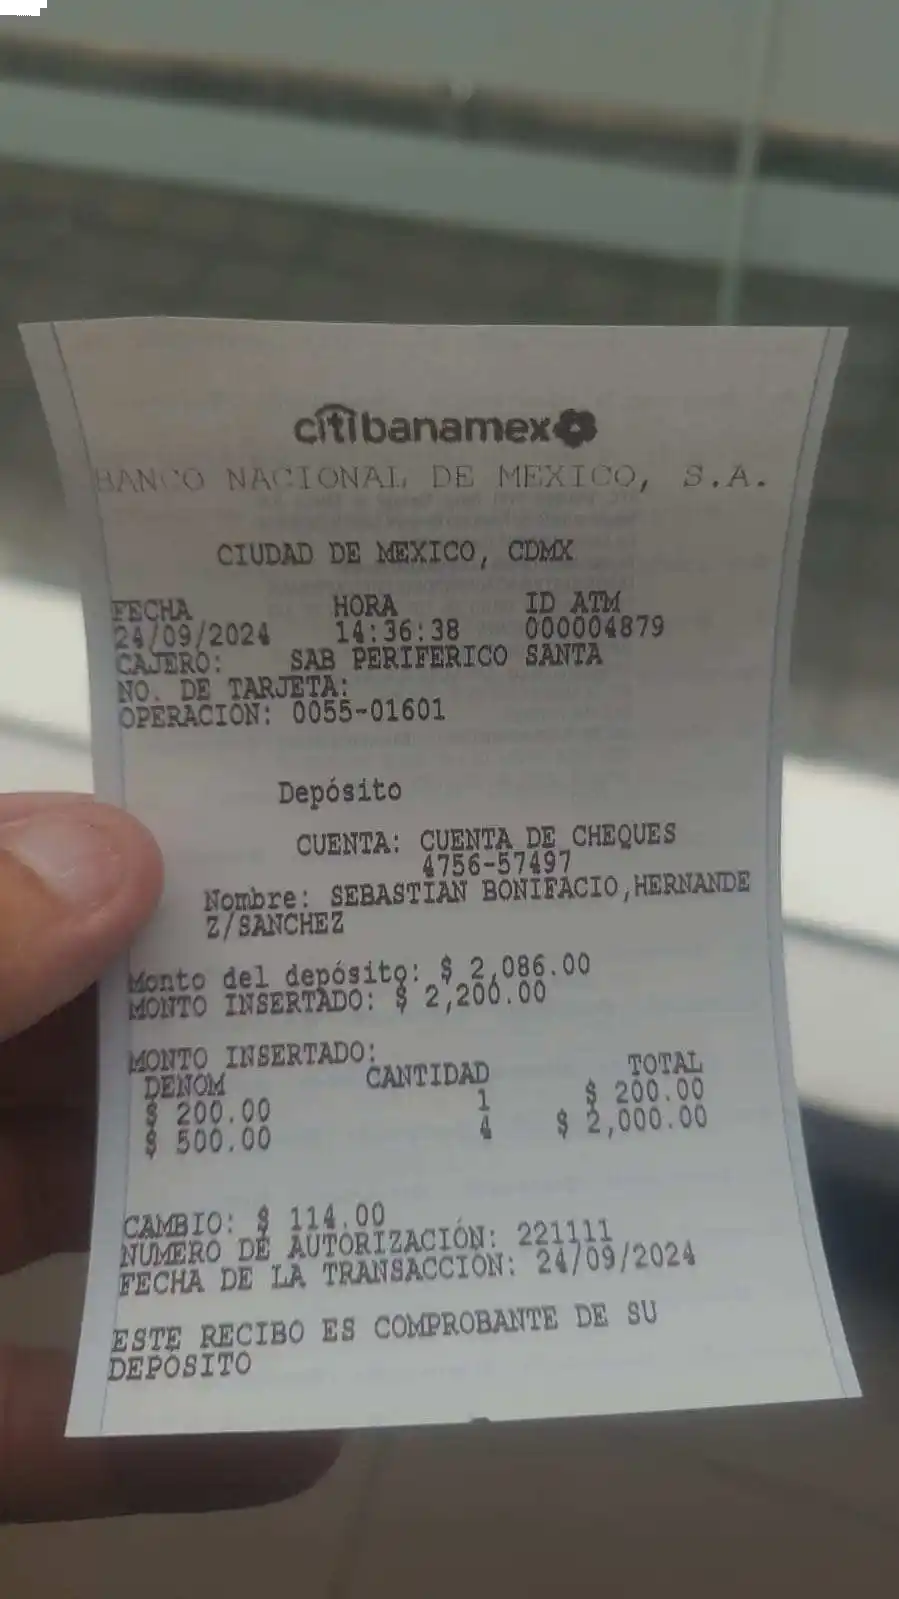 citibanamex
BANCO NACIONAL DE MEXICO, S.A.
CIUDAD DE MEXICO, CDMX
FECHA HORA ID ATM
24/09/2024 14:36:38 000004879
CAJERO: SAB PERIFERICO SANTA
NO. DE TARJETA:
OPERACION: 0055-01601
Depósito
CUENTA: CUENTA DE CHEQUES
4756-57497
Nombre: SEBASTIAN BONIFACIO,HERNANDE
Z/SANCHEZ
Monto del depósito: $ 2,086.00
MONTO INSERTADO: $ 2,200.00
MONTO INSERTADO:
DENOM CANTIDAD TOTAL
$ 200.00 1 $ 200.00
$ 500.00 4 $ 2,000.00
CAMBIO: $ 114.00
NUMERO DE AUTORIZACIÓN: 221111
FECHA DE LA TRANSACCIÓN: 24/09/2024
ESTE RECIBO ES COMPROBANTE DE SU
DEPÓSITO